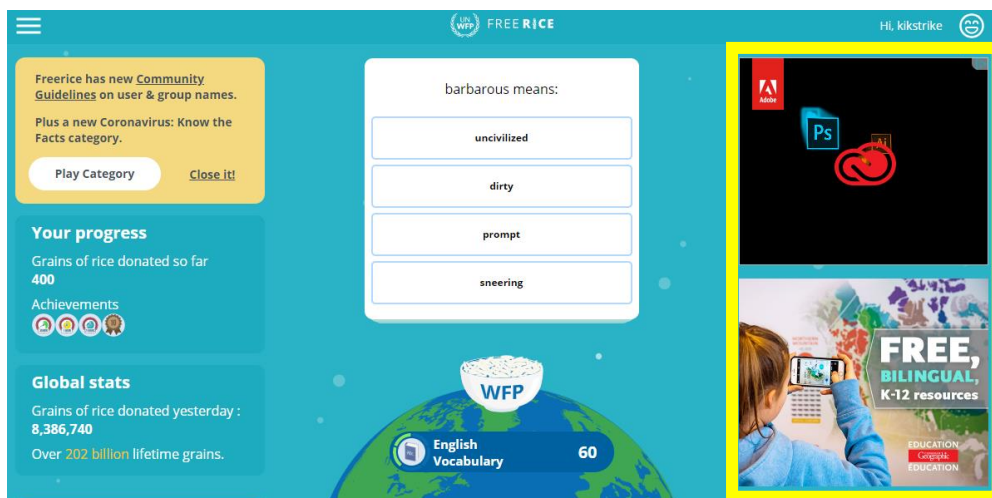 UN
WFP
FREERICE
Hi, kikstrike
Freerice has new Community
Guidelines on user & group names.
Plus a new Coronavirus: Know the
Facts category.
Play Category
Close it!
Your progress
Grains of rice donated so far
400
Achievements
Global stats
Grains of rice donated yesterday :
8,386,740
Over 202 billion lifetime grains.
barbarous means:
uncivilized
dirty
prompt
sneering
WFP
English
Vocabulary
60
Adobe
Ps
Ai
FREE,
BILINGUAL,
K-12 resources
EDUCATION
Geographic
EDUCATION